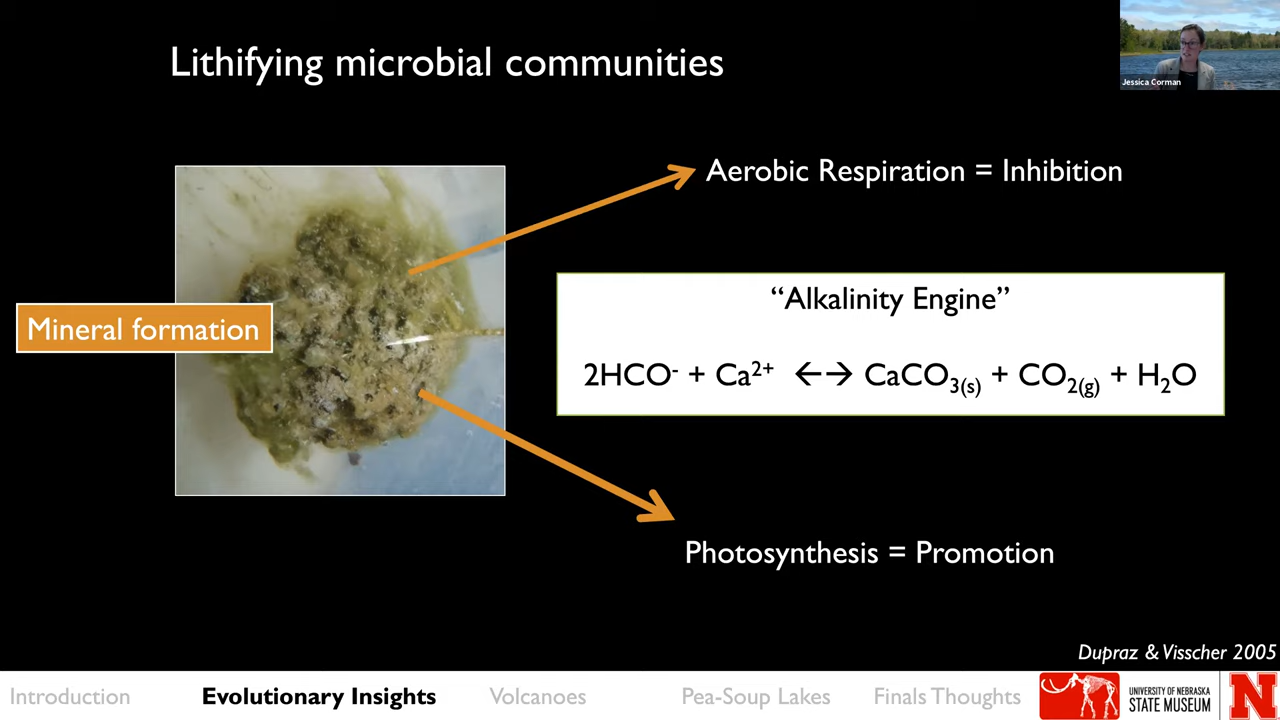 Lithifying microbial communities
Jessica Corman
Aerobic Respiration = Inhibition
Mineral formation
“Alkalinity Engine”
2HCO⁻ + Ca²⁺ ←→ CaCO₃₍ₛ₎ + CO₂₍g₎ + H₂O
Photosynthesis = Promotion
Dupraz & Visscher 2005
Introduction
Evolutionary Insights
Volcanoes
Pea-Soup Lakes
Finals Thoughts
UNIVERSITY OF NEBRASKA
STATE MUSEUM
N